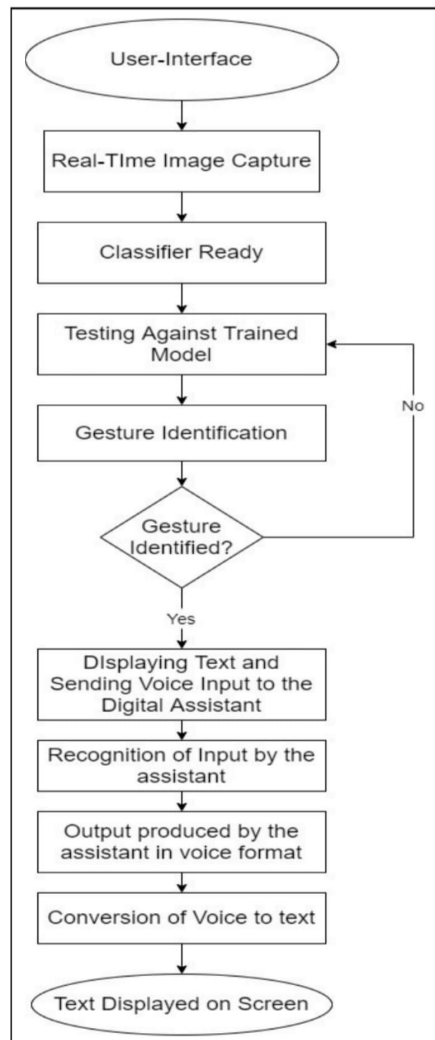 User-Interface
Real-TIme Image Capture
Classifier Ready
Testing Against Trained
Model
No
Gesture Identification
Gesture
Identified?
Yes
DIsplaying Text and
Sending Voice Input to the
Digital Assistant
Recognition of Input by the
assistant
Output produced by the
assistant in voice format
Conversion of Voice to text
Text Displayed on Screen